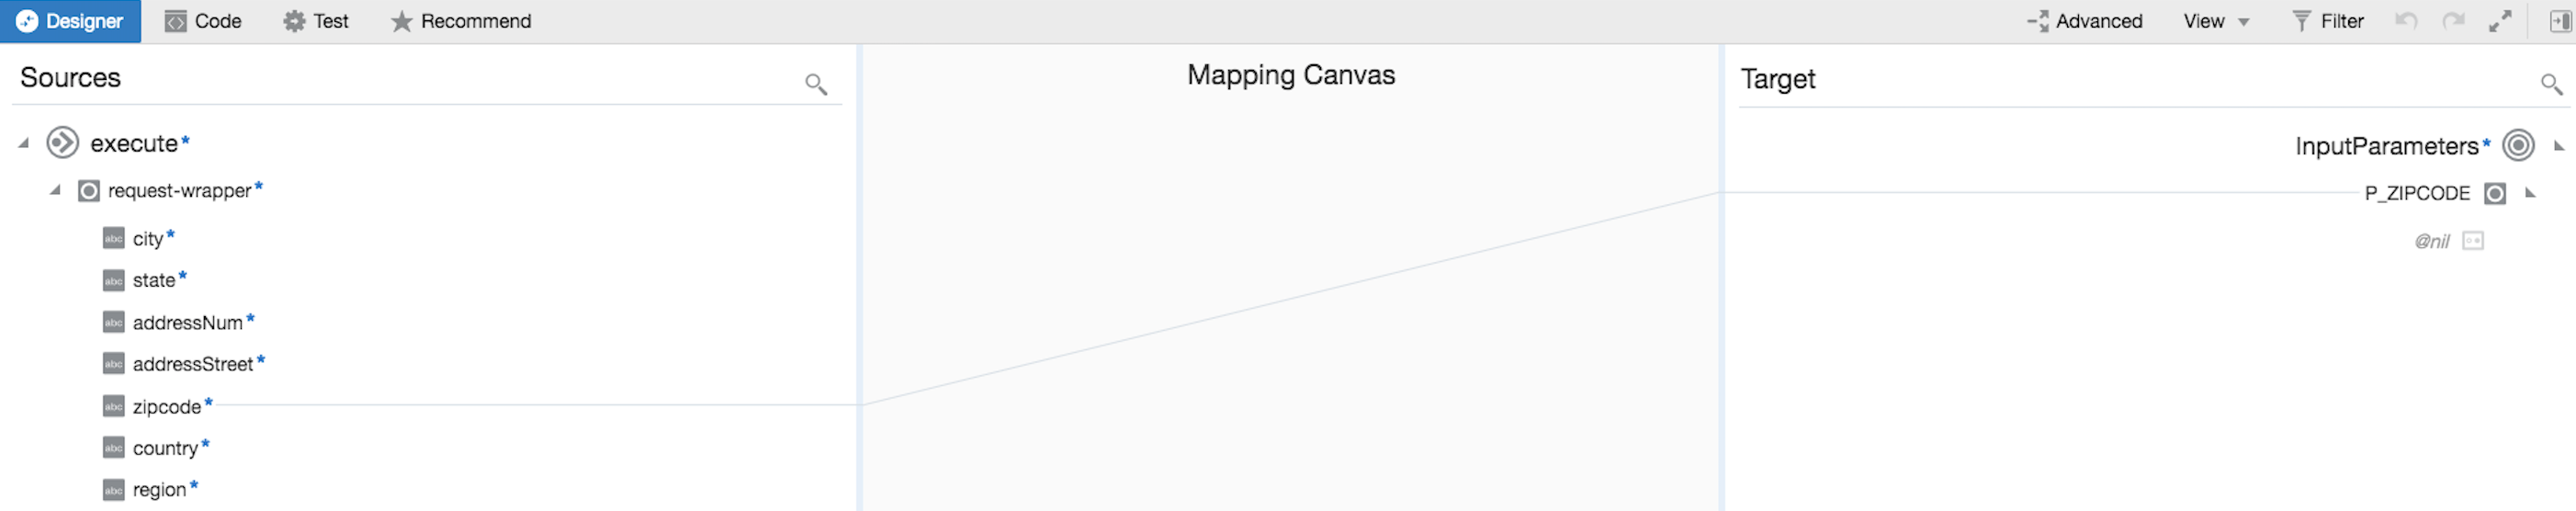 Designer Code Test Recommend Advanced View Filter
Sources Mapping Canvas Target
execute* InputParameters*
request-wrapper* P_ZIPCODE
abc city* @nil
abc state*
abc addressNum*
abc addressStreet*
abc zipcode*
abc country*
abc region*